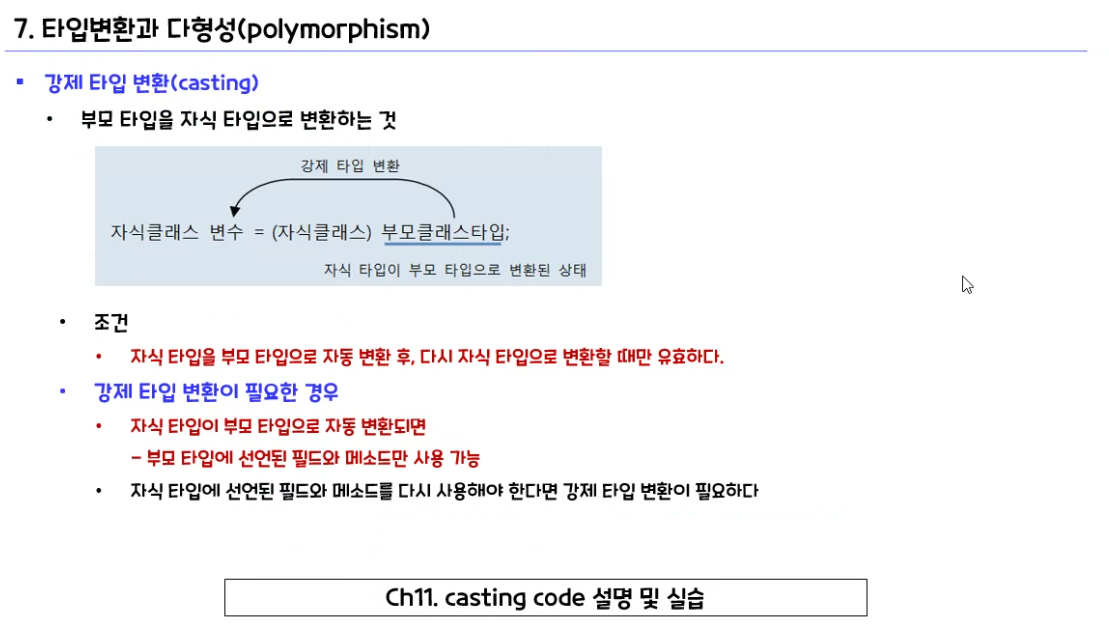 7. 타입변환과 다형성(polymorphism)
강제 타입 변환(casting)
부모 타입을 자식 타입으로 변환하는 것
강제 타입 변환
자식클래스 변수 = (자식클래스) 부모클래스타입;
자식 타입이 부모 타입으로 변환된 상태
조건
자식 타입을 부모 타입으로 자동 변환 후, 다시 자식 타입으로 변환할 때만 유효하다.
강제 타입 변환이 필요한 경우
자식 타입이 부모 타입으로 자동 변환되면
– 부모 타입에 선언된 필드와 메소드만 사용 가능
자식 타입에 선언된 필드와 메소드를 다시 사용해야 한다면 강제 타입 변환이 필요하다
Ch11. casting code 설명 및 실습